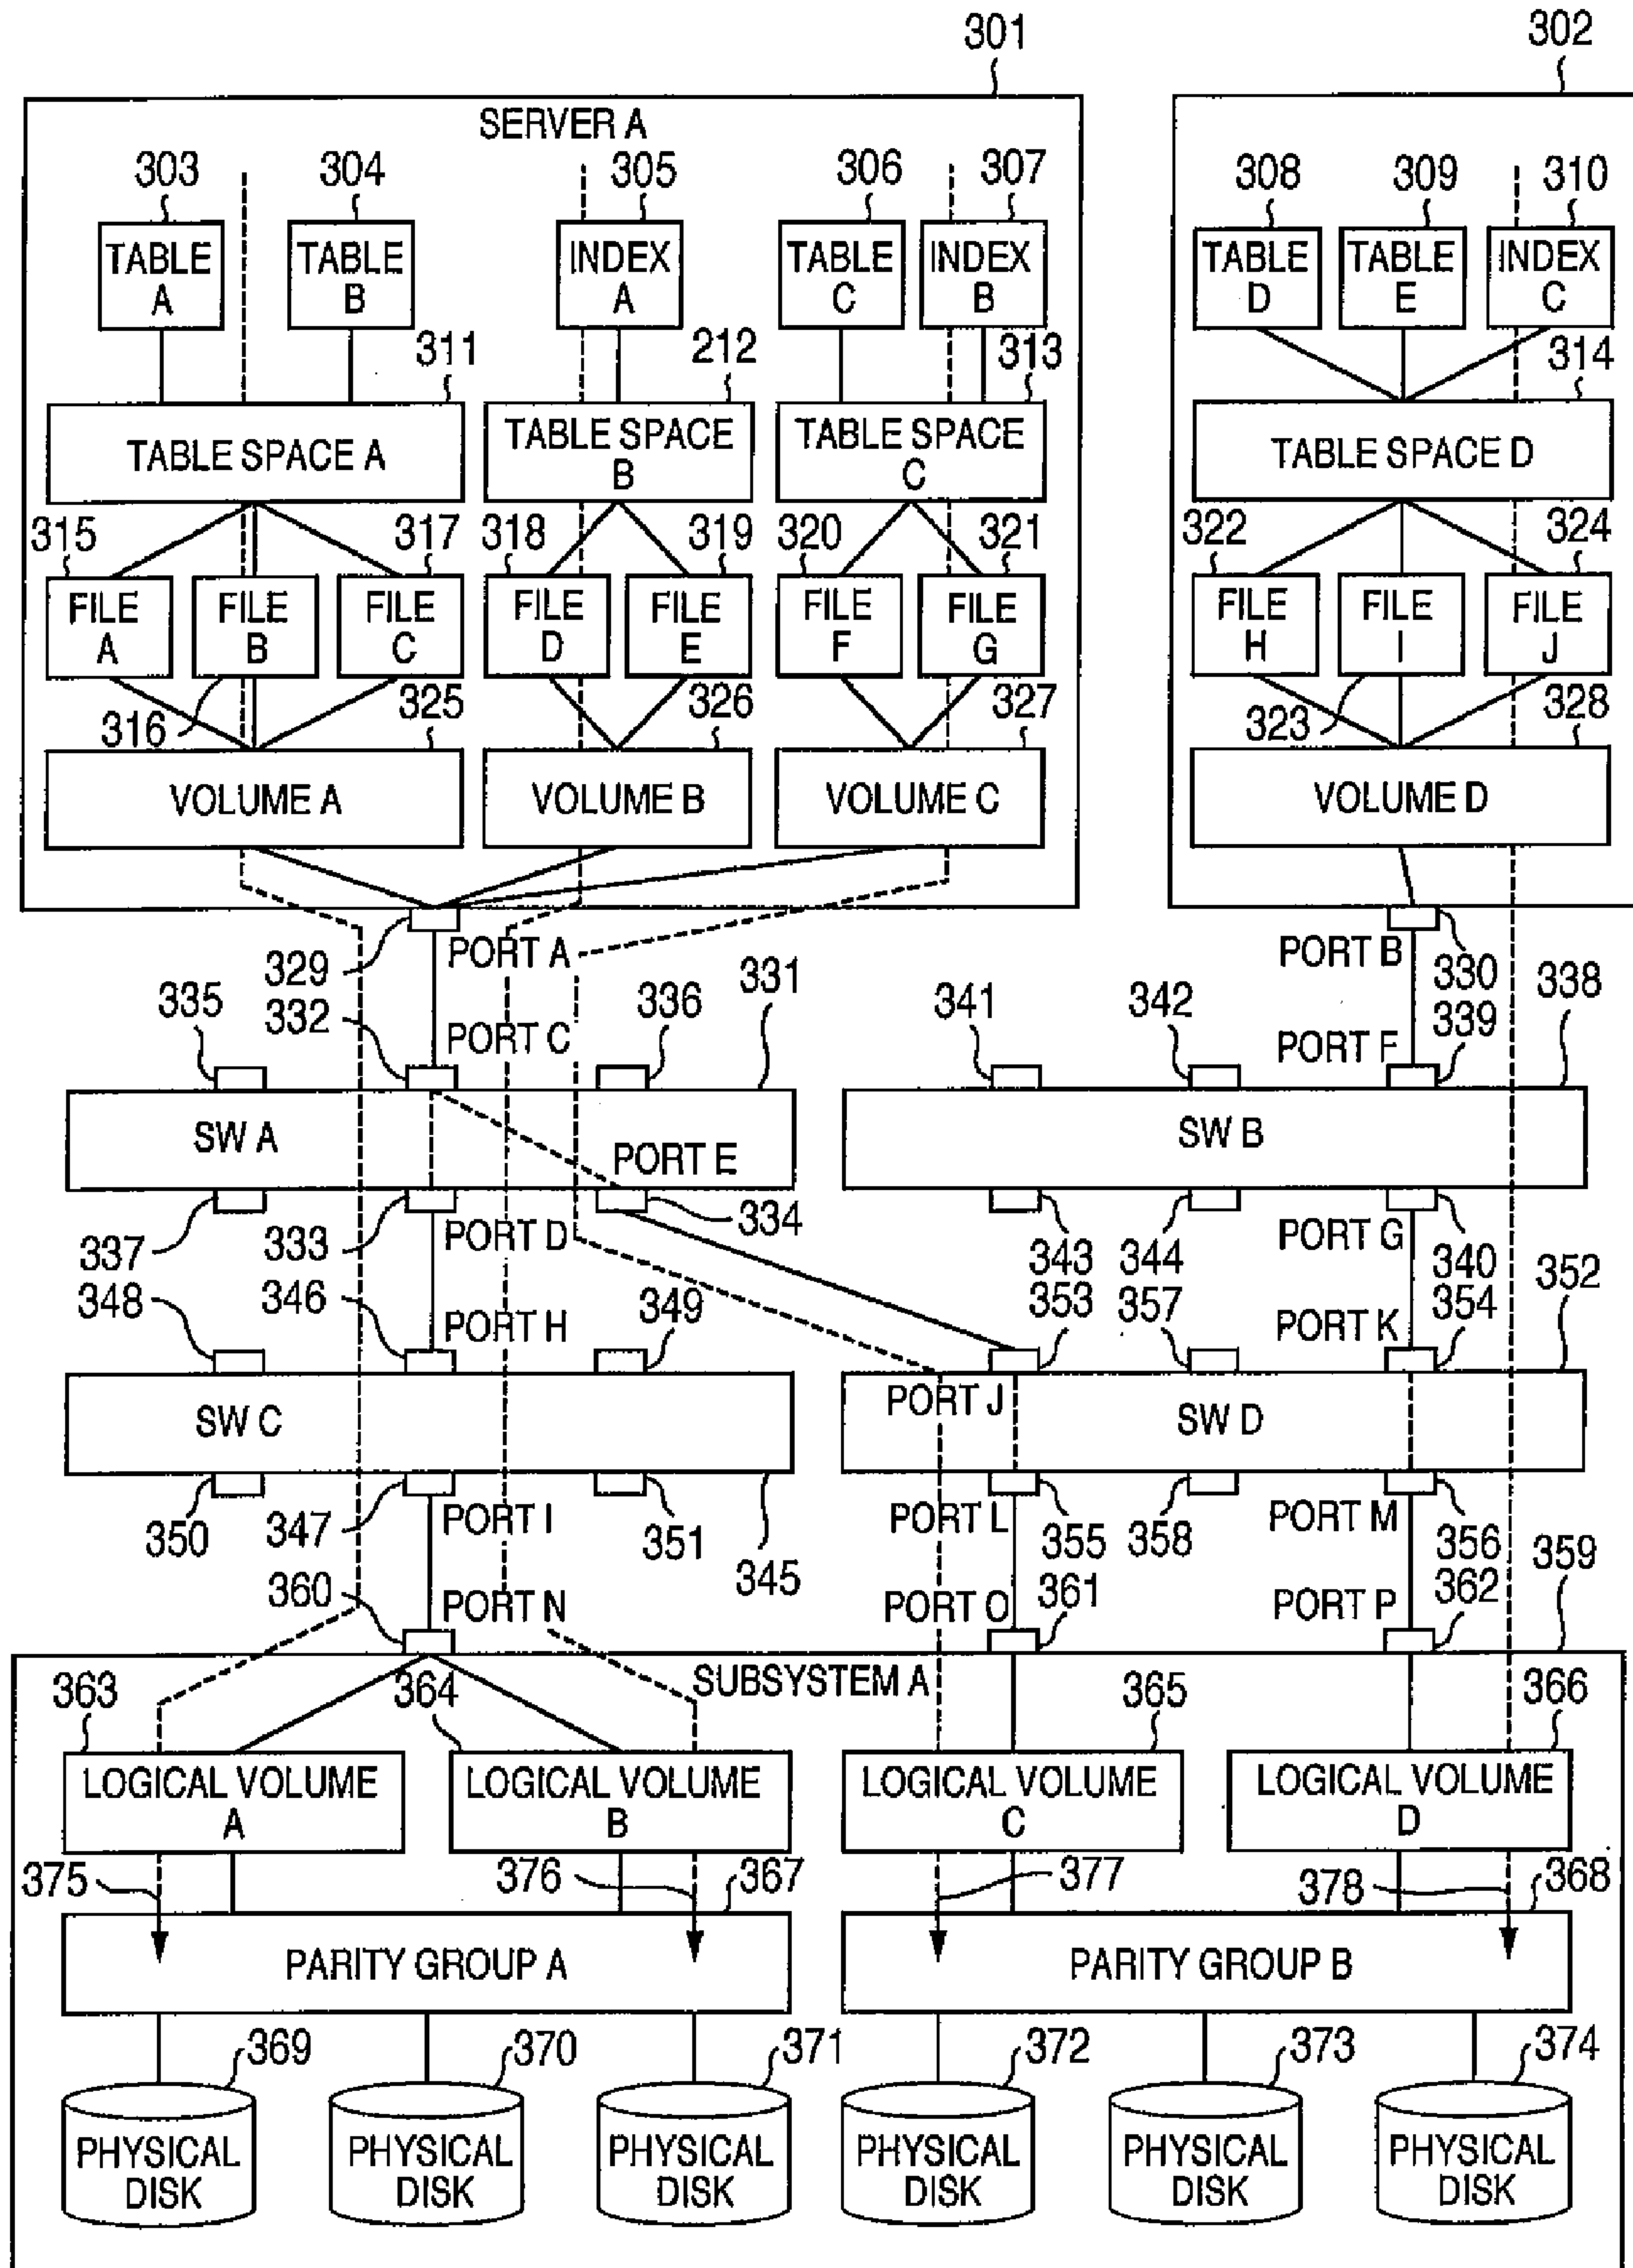 301
302
SERVER A
303
304
305
306
307
308
309
310
TABLE
A
TABLE
B
INDEX
A
TABLE
C
INDEX
B
TABLE
D
TABLE
E
INDEX
C
311
212
313
314
TABLE SPACE A
TABLE SPACE
B
TABLE SPACE
C
TABLE SPACE D
315
317
318
319
320
321
322
324
FILE
A
FILE
B
FILE
C
FILE
D
FILE
E
FILE
F
FILE
G
FILE
H
FILE
I
FILE
J
316
325
326
327
323
328
VOLUME A
VOLUME B
VOLUME C
VOLUME D
329
PORT A
PORT B
330
335
332
PORT C
336
331
341
342
PORT F
339
338
SW A
PORT E
SW B
337
333
PORT D
334
343
344
PORT G
340
348
346
PORT H
349
353
357
PORT K
354
352
SW C
PORT J
SW D
350
347
PORT I
351
345
PORT L
355
358
PORT M
356
359
360
PORT N
PORT O
361
PORT P
362
SUBSYSTEM A
363
364
365
366
LOGICAL VOLUME
A
LOGICAL VOLUME
B
LOGICAL VOLUME
C
LOGICAL VOLUME
D
375
376
367
377
378
368
PARITY GROUP A
PARITY GROUP B
369
370
371
372
373
374
PHYSICAL
DISK
PHYSICAL
DISK
PHYSICAL
DISK
PHYSICAL
DISK
PHYSICAL
DISK
PHYSICAL
DISK